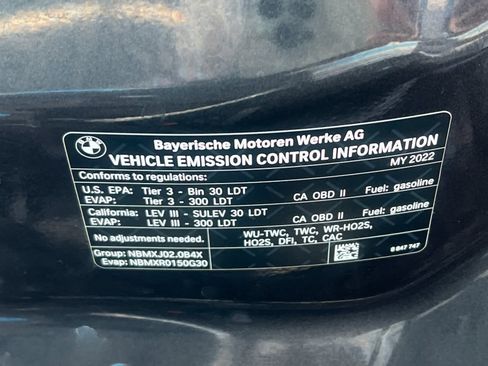 BMW
Bayerische Motoren Werke AG
VEHICLE EMISSION CONTROL INFORMATION
Conforms to regulations: MY 2022
U.S. EPA: Tier 3 - Bin 30 LDT CA OBD II Fuel: gasoline
EVAP: Tier 3 - 300 LDT
California: LEV III - SULEV 30 LDT CA OBD II Fuel: gasoline
EVAP: LEV III - 300 LDT
No adjustments needed. WU-TWC, TWC, WR-HO2S,
HO2S, DFI, TC, CAC
Group: NBMXJ02.0B4X
Evap: NBMXR0150G30 8 847 747